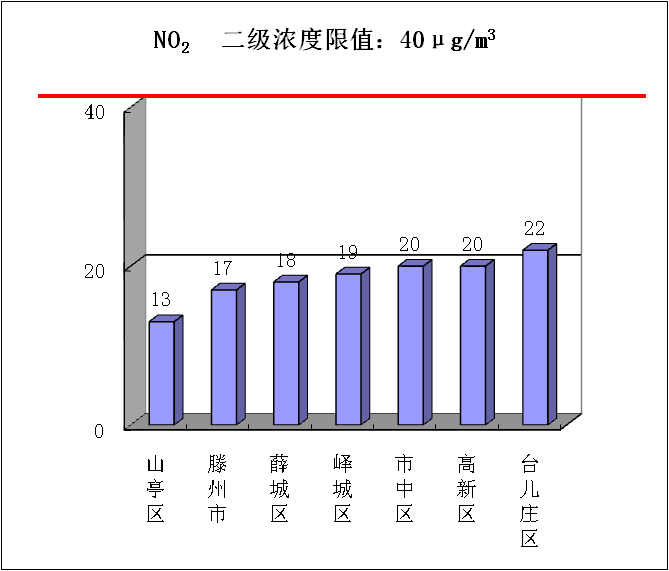 NO₂ 二级浓度限值：40μg/m³
40
20
0
13
17
18
19
20
20
22
山亭区
滕州市
薛城区
峄城区
市中区
高新区
台儿庄区